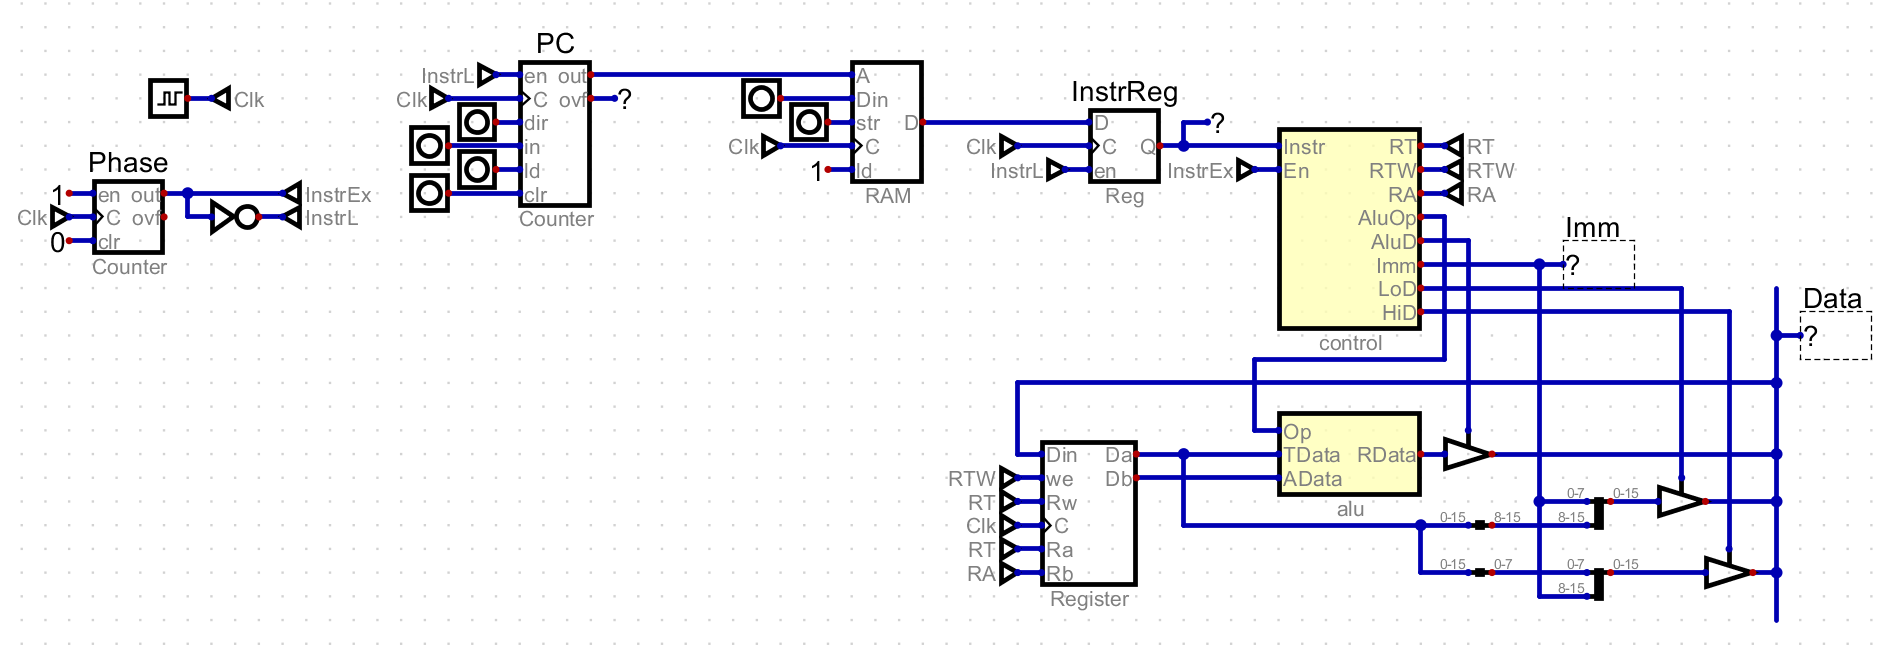 Clk
Phase
1
Clk
0
en out
C ovf
clr
Counter
InstrEx
InstrL
PC
InstrL
Clk
en out
C ovf
dir
in
ld
clr
Counter
?
Clk
1
A
Din
str
C
ld
D
RAM
InstrReg
Clk
InstrL
D
C Q
en
Reg
?
InstrEx
Instr
En
RT
RTW
RA
AluOp
AluD
Imm
LoD
HiD
control
RT
RTW
RA
Imm
?
Data
?
RTW
RT
Clk
RT
RA
Din
we
Rw
C
Ra
Rb
Da
Db
Register
Op
TData RData
AData
alu
0-7 0-15
0-15 8-15 8-15
0-15 0-7 0-7 0-15
8-15